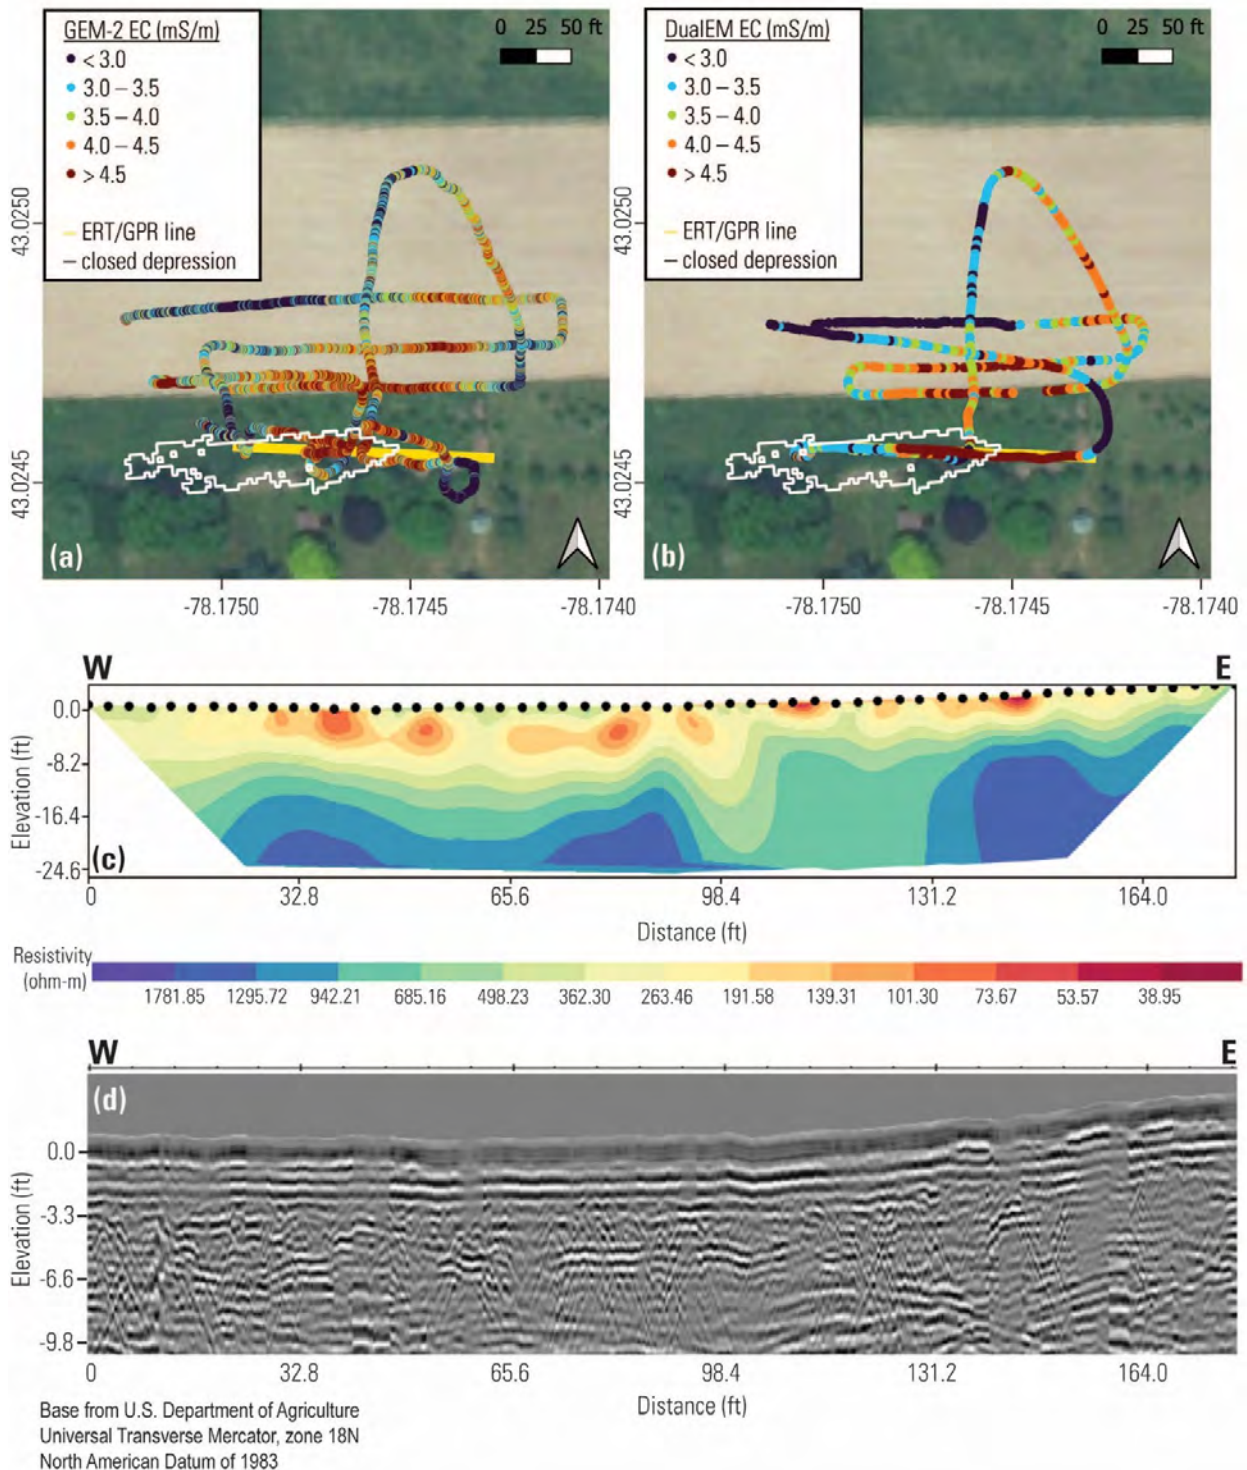 GEM-2 EC (mS/m)
< 3.0
3.0 – 3.5
3.5 – 4.0
4.0 – 4.5
> 4.5
ERT/GPR line
closed depression
0 25 50 ft
43.0250
43.0245
(a)
-78.1750 -78.1745 -78.1740
DualEM EC (mS/m)
< 3.0
3.0 – 3.5
3.5 – 4.0
4.0 – 4.5
> 4.5
ERT/GPR line
closed depression
0 25 50 ft
43.0250
43.0245
(b)
-78.1750 -78.1745 -78.1740
W E
Elevation (ft)
0.0
-8.2
-16.4
-24.6
(c)
0 32.8 65.6 98.4 131.2 164.0
Distance (ft)
Resistivity
(ohm-m)
1781.85 1295.72 942.21 685.16 498.23 362.30 263.46 191.58 139.31 101.30 73.67 53.57 38.95
W E
(d)
Elevation (ft)
0.0
-3.3
-6.6
-9.8
0 32.8 65.6 98.4 131.2 164.0
Distance (ft)
Base from U.S. Department of Agriculture
Universal Transverse Mercator, zone 18N
North American Datum of 1983